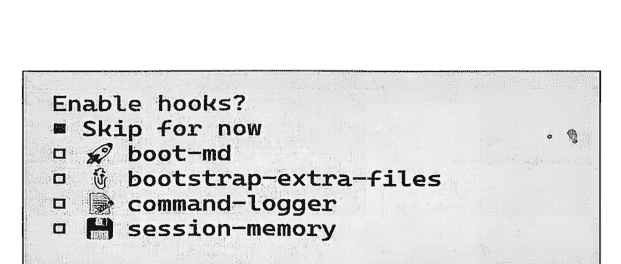 Enable hooks?
Skip for now
boot-md
bootstrap-extra-files
command-logger
session-memory